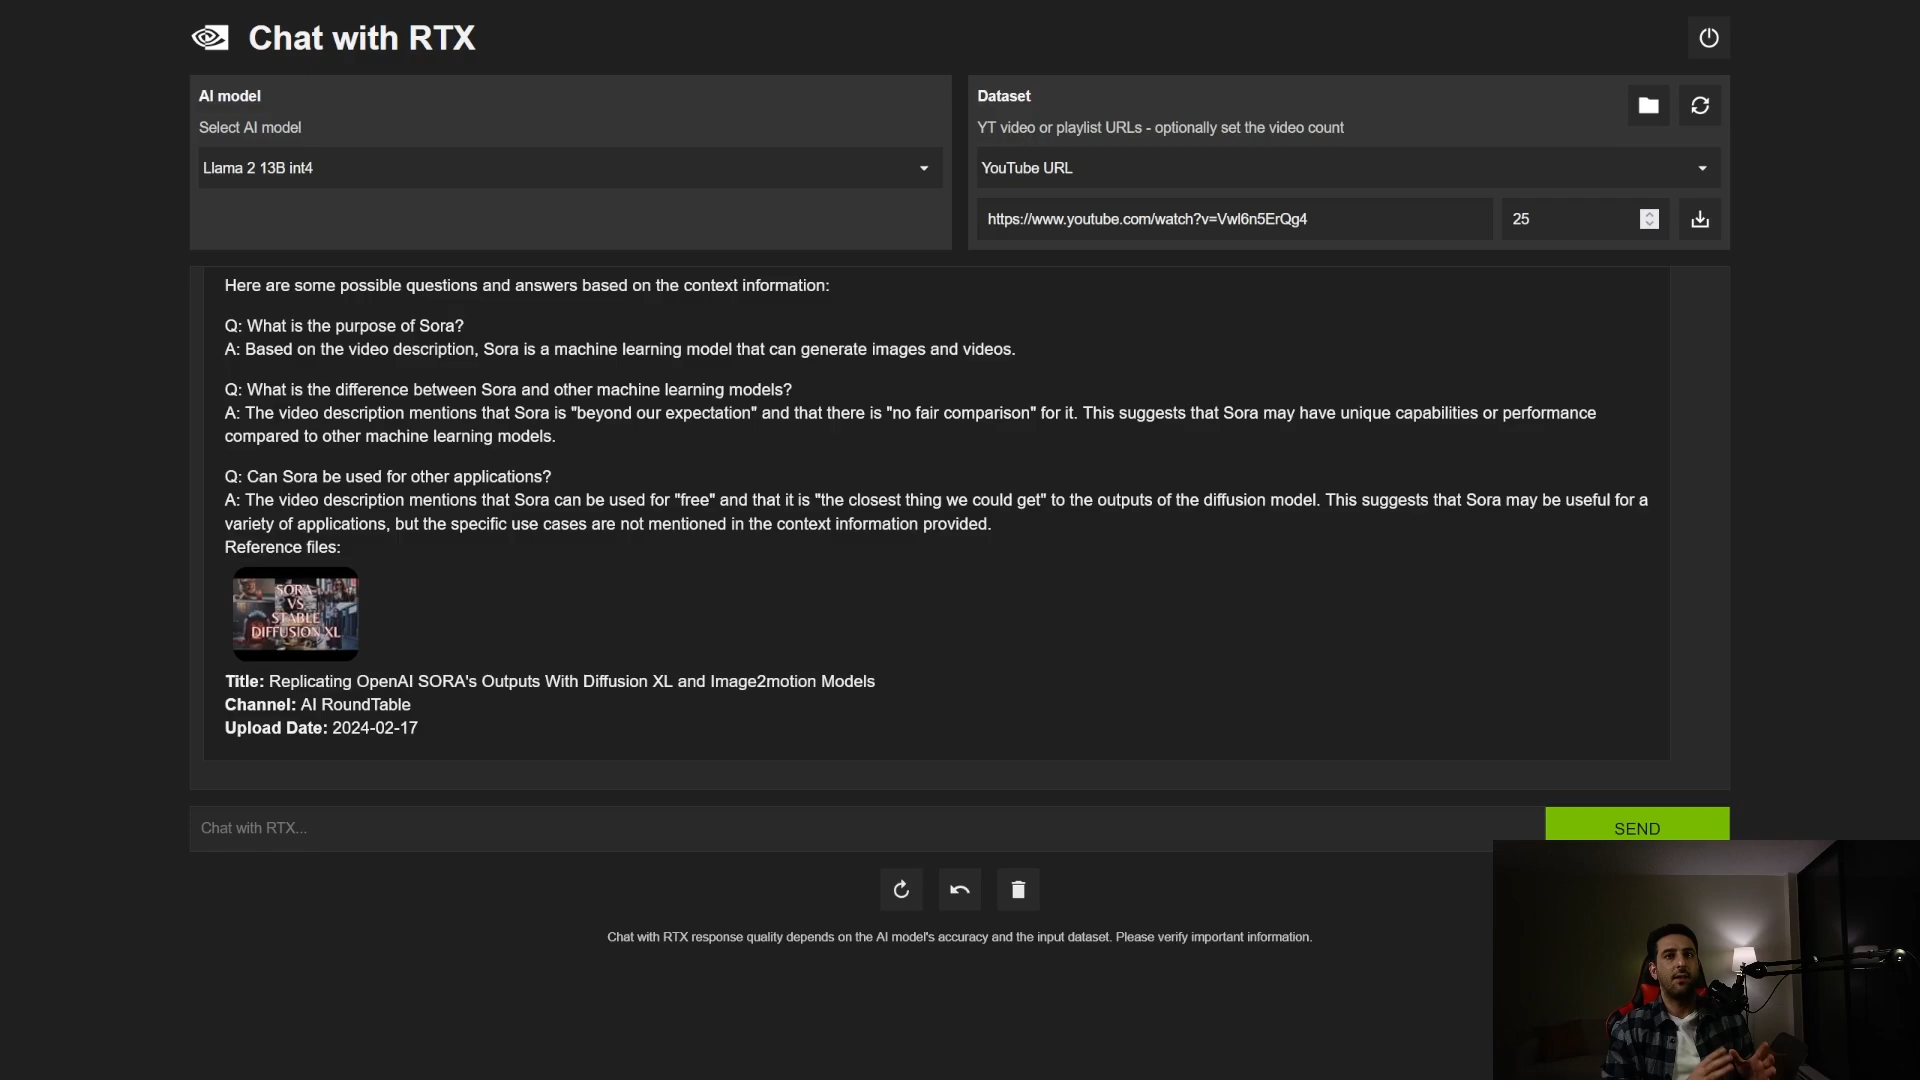 Chat with RTX
AI model
Select AI model
Llama 2 13B int4
Dataset
YT video or playlist URLs - optionally set the video count
YouTube URL
https://www.youtube.com/watch?v=Vwl6n5ErQg4
25
Here are some possible questions and answers based on the context information:
Q: What is the purpose of Sora?
A: Based on the video description, Sora is a machine learning model that can generate images and videos.
Q: What is the difference between Sora and other machine learning models?
A: The video description mentions that Sora is "beyond our expectation" and that there is "no fair comparison" for it. This suggests that Sora may have unique capabilities or performance
compared to other machine learning models.
Q: Can Sora be used for other applications?
A: The video description mentions that Sora can be used for "free" and that it is "the closest thing we could get" to the outputs of the diffusion model. This suggests that Sora may be useful for a
variety of applications, but the specific use cases are not mentioned in the context information provided.
Reference files:
SORA
VS
STABLE
DIFFUSION XL
Title: Replicating OpenAI SORA's Outputs With Diffusion XL and Image2motion Models
Channel: AI RoundTable
Upload Date: 2024-02-17
Chat with RTX...
SEND
Chat with RTX response quality depends on the AI model's accuracy and the input dataset. Please verify important information.